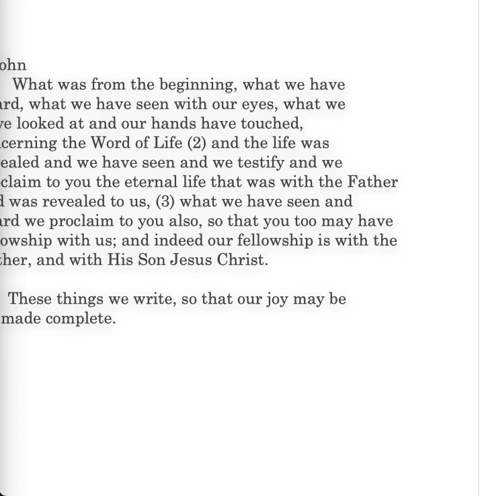 ohn
What was from the beginning, what we have
ard, what we have seen with our eyes, what we
ve looked at and our hands have touched,
cerning the Word of Life (2) and the life was
ealed and we have seen and we testify and we
claim to you the eternal life that was with the Father
d was revealed to us, (3) what we have seen and
ard we proclaim to you also, so that you too may have
owship with us; and indeed our fellowship is with the
ther, and with His Son Jesus Christ.
These things we write, so that our joy may be
made complete.